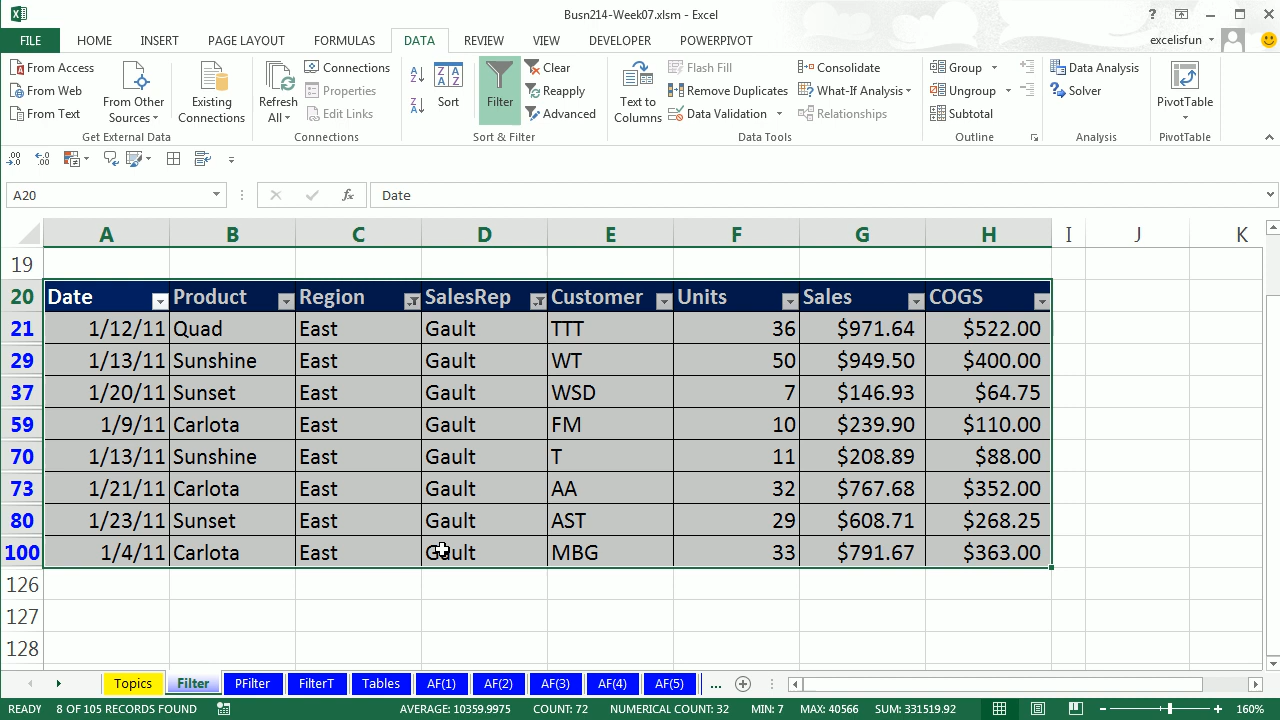 Busn214-Week07.xlsm - Excel
?
FILE HOME INSERT PAGE LAYOUT FORMULAS DATA REVIEW VIEW DEVELOPER POWERPIVOT excelisfun
From Access
From Web
From Text
From Other Sources
Get External Data
Existing Connections
Refresh All
Connections
Properties
Edit Links
Connections
Sort
Filter
Clear
Reapply
Advanced
Sort & Filter
Text to Columns
Flash Fill
Remove Duplicates
Data Validation
Consolidate
What-If Analysis
Relationships
Data Tools
Group
Ungroup
Subtotal
Outline
Data Analysis
Solver
Analysis
PivotTable
PivotTable
A20 fx Date
A B C D E F G H I J K
19
20 Date Product Region SalesRep Customer Units Sales COGS
21 1/12/11 Quad East Gault TTT 36 $971.64 $522.00
29 1/13/11 Sunshine East Gault WT 50 $949.50 $400.00
37 1/20/11 Sunset East Gault WSD 7 $146.93 $64.75
59 1/9/11 Carlota East Gault FM 10 $239.90 $110.00
70 1/13/11 Sunshine East Gault T 11 $208.89 $88.00
73 1/21/11 Carlota East Gault AA 32 $767.68 $352.00
80 1/23/11 Sunset East Gault AST 29 $608.71 $268.25
100 1/4/11 Carlota East Gault MBG 33 $791.67 $363.00
126
127
128
Topics Filter PFilter FilterT Tables AF(1) AF(2) AF(3) AF(4) AF(5) ...
READY 8 OF 105 RECORDS FOUND AVERAGE: 10359.9975 COUNT: 72 NUMERICAL COUNT: 32 MIN: 7 MAX: 40566 SUM: 331519.92 160%